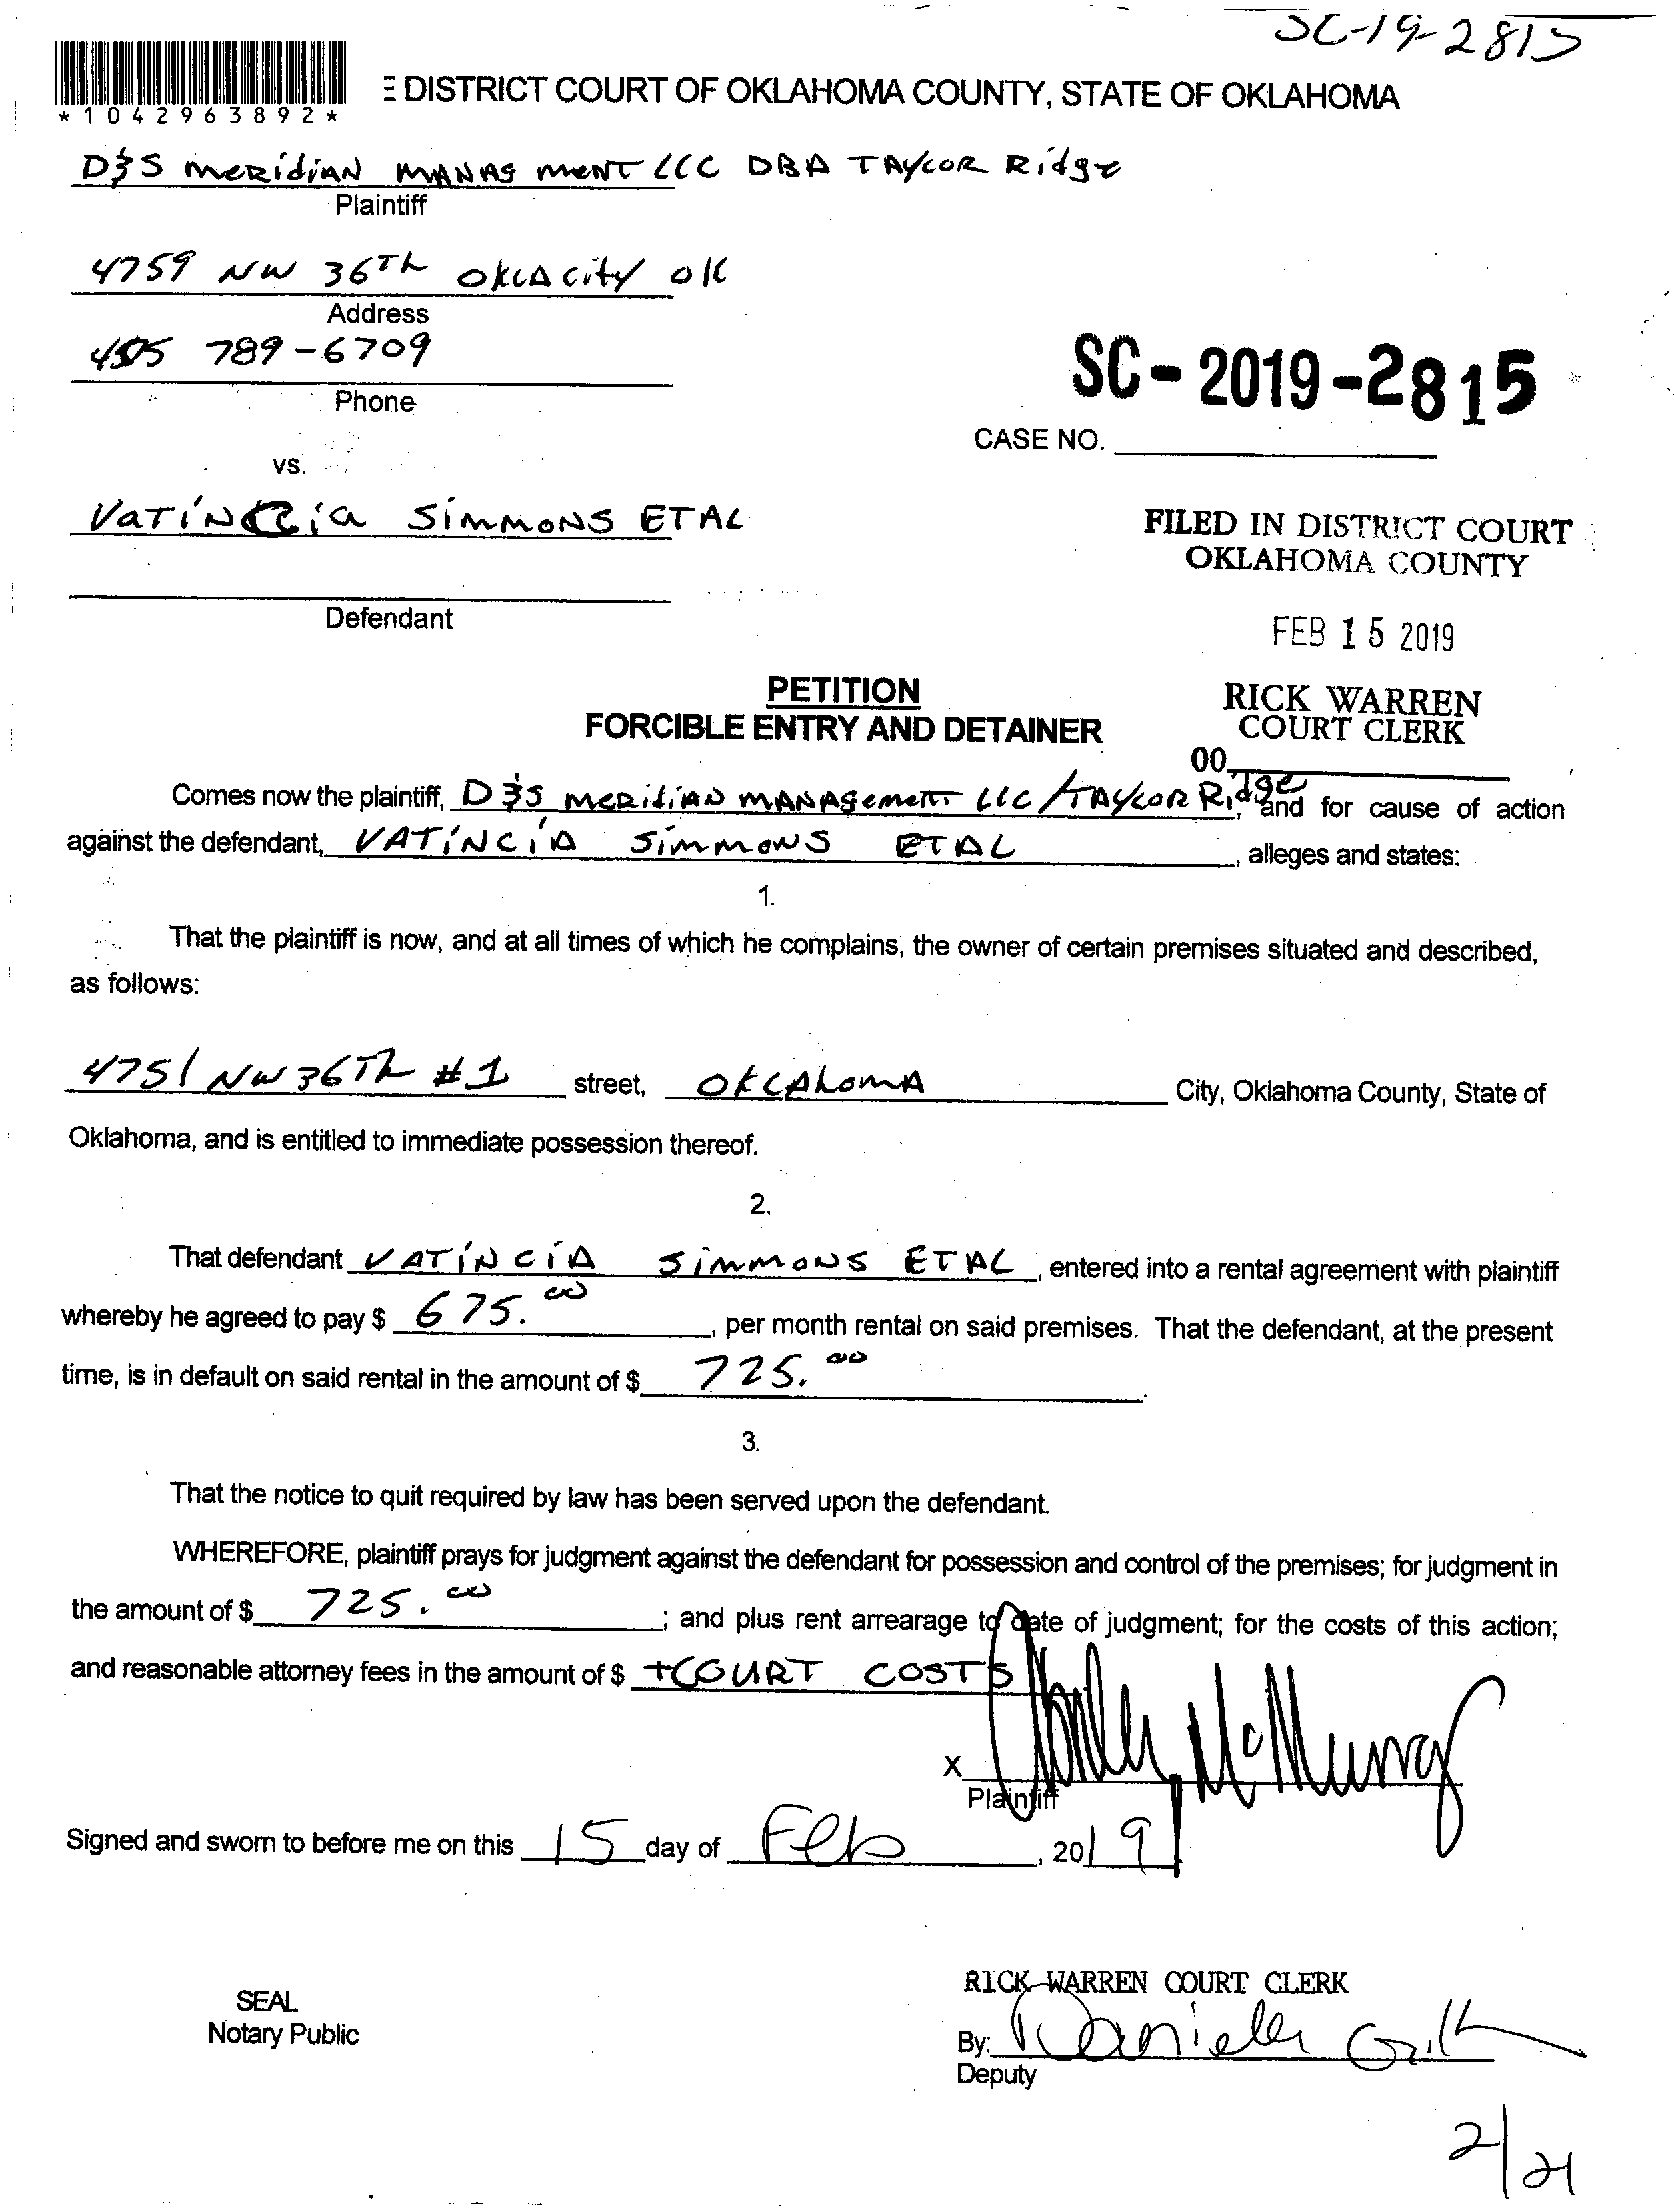 SC-19-2815
*1042963892*
E DISTRICT COURT OF OKLAHOMA COUNTY, STATE OF OKLAHOMA
D&S MERidiAN MANAGMENT LLC DBA TAYLOR Ridge
Plaintiff
4759 NW 36Th OKLA City OK
Address
405 789-6709
Phone
SC-2019-2815
CASE NO.
vs.
VaTiNCia SimmoNS ETAL
FILED IN DISTRICT COURT
OKLAHOMA COUNTY
Defendant
FEB 15 2019
PETITION
FORCIBLE ENTRY AND DETAINER
RICK WARREN
COURT CLERK
00
Comes now the plaintiff, D&S MERidiAN MANAgement LLC/TAYLOR Ridge, and for cause of action
against the defendant, VATiNCiA SimmoNS ETAL, alleges and states:
1.
That the plaintiff is now, and at all times of which he complains, the owner of certain premises situated and described,
as follows:
4751 NW 36Th #1 street, OKLAhomA City, Oklahoma County, State of
Oklahoma, and is entitled to immediate possession thereof.
2.
That defendant VATiNCiA SimmoNS ETAL, entered into a rental agreement with plaintiff
whereby he agreed to pay $ 675.00, per month rental on said premises. That the defendant, at the present
time, is in default on said rental in the amount of $ 725.00.
3.
That the notice to quit required by law has been served upon the defendant.
WHEREFORE, plaintiff prays for judgment against the defendant for possession and control of the premises; for judgment in
the amount of $ 725.00; and plus rent arrearage to date of judgment; for the costs of this action;
and reasonable attorney fees in the amount of $ +COURT COSTS
X McMurray
Plaintiff
Signed and sworn to before me on this 15 day of Feb, 2019
RICK WARREN COURT CLERK
SEAL
Notary Public
By: Danielle
Deputy
2/21